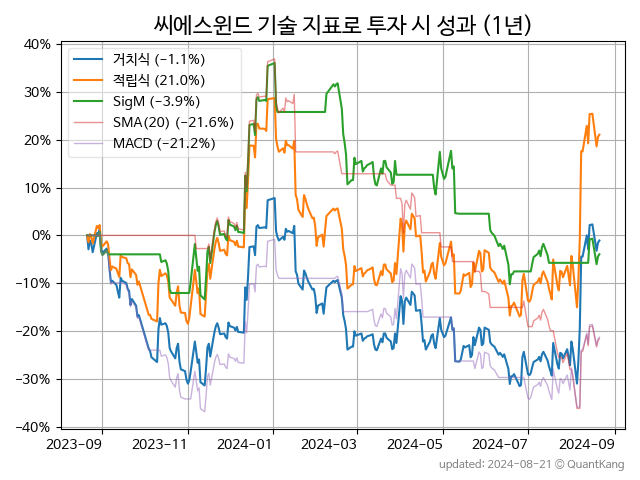 씨에스윈드 기술 지표로 투자 시 성과 (1년)
거치식 (−1.1%)
적립식 (21.0%)
SigM (−3.9%)
SMA(20) (−21.6%)
MACD (−21.2%)
40%
30%
20%
10%
0%
−10%
−20%
−30%
−40%
2023-09 2023-11 2024-01 2024-03 2024-05 2024-07 2024-09
updated: 2024-08-21 © QuantKang